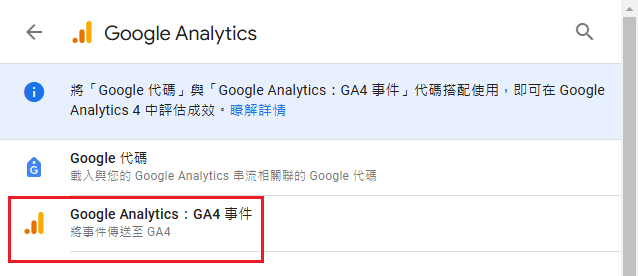 Google Analytics
將「Google 代碼」與「Google Analytics：GA4 事件」代碼搭配使用，即可在 Google
Analytics 4 中評估成效。瞭解詳情
Google 代碼
載入與您的 Google Analytics 串流相關聯的 Google 代碼
Google Analytics：GA4 事件
將事件傳送至 GA4